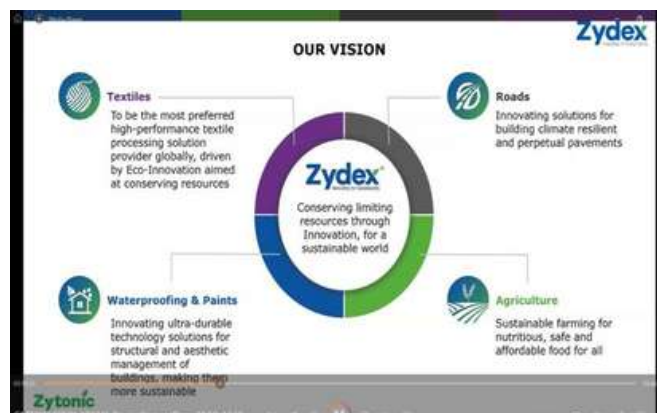 Zydex
OUR VISION
Textiles
To be the most preferred
high-performance textile
processing solution
provider globally, driven
by Eco-Innovation aimed
at conserving resources
Roads
Innovating solutions for
building climate resilient
and perpetual pavements
Zydex
Conserving limiting
resources through
Innovation, for a
sustainable world
Waterproofing & Paints
Innovating ultra-durable
technology solutions for
structural and aesthetic
management of
buildings, making them
more sustainable
Agriculture
Sustainable farming for
nutritious, safe and
affordable food for all
Zytonic